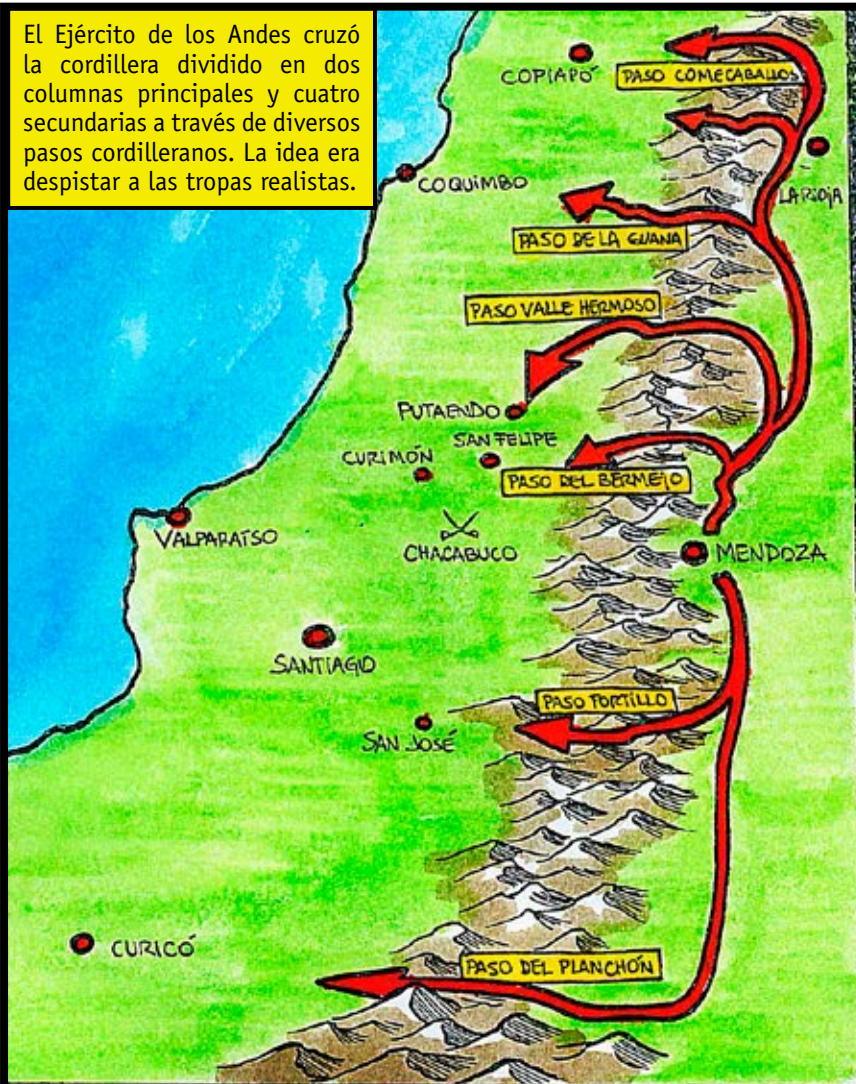 El Ejército de los Andes cruzó
la cordillera dividido en dos
columnas principales y cuatro
secundarias a través de diversos
pasos cordilleranos. La idea era
despistar a las tropas realistas.
COPIAPÓ
PASO COMECABALLOS
COQUIMBO
LA RIOJA
PASO DE LA GUANA
PASO VALLE HERMOSO
PUTAENDO
SAN FELIPE
CURIMÓN
PASO DEL BERMEJO
VALPARAÍSO
CHACABUCO
MENDOZA
SANTIAGO
PASO PORTILLO
SAN JOSÉ
CURICÓ
PASO DEL PLANCHÓN